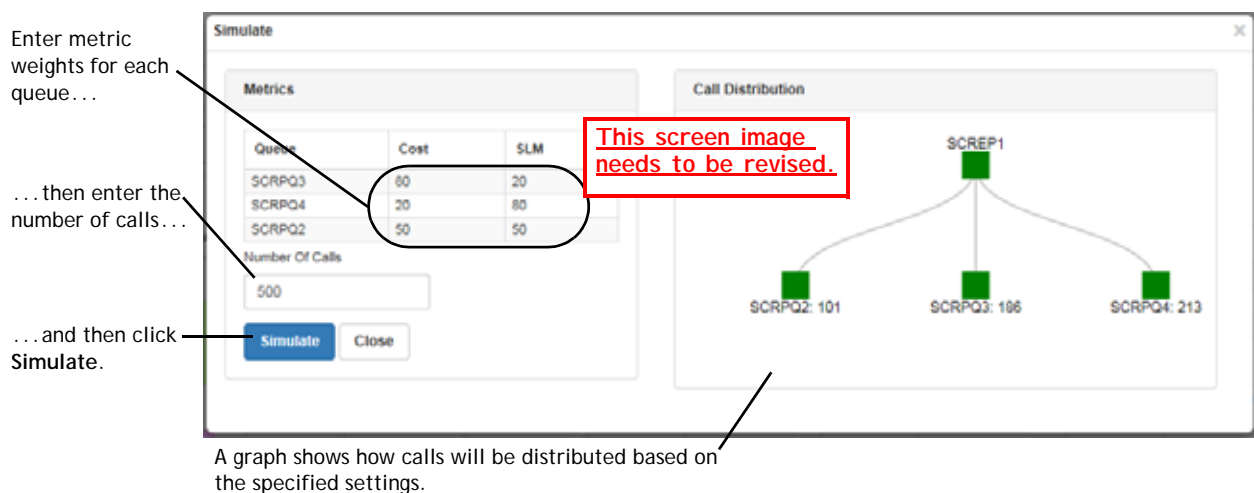 Enter metric
weights for each
queue...
...then enter the
number of calls...
...and then click
Simulate.
Simulate
Metrics
Queue Cost SLM
SCRPQ3 80 20
SCRPQ4 20 80
SCRPQ2 50 50
Number Of Calls
500
Simulate Close
This screen image
needs to be revised.
Call Distribution
SCREP1
SCRPQ2: 101 SCRPQ3: 186 SCRPQ4: 213
A graph shows how calls will be distributed based on
the specified settings.